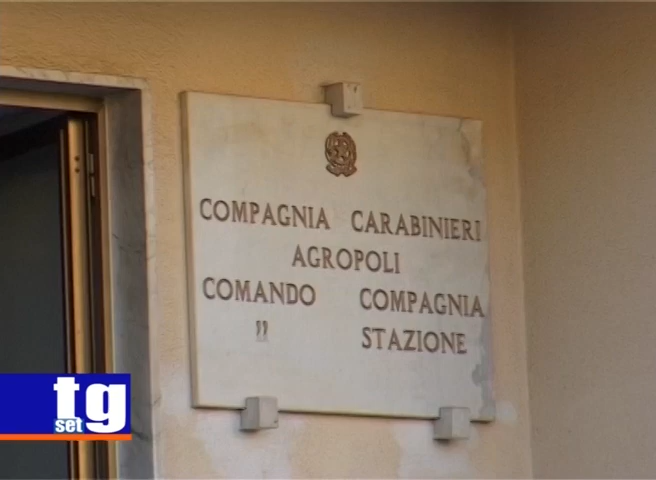 COMPAGNIA CARABINIERI
AGROPOLI
COMANDO COMPAGNIA
" STAZIONE
tg
set